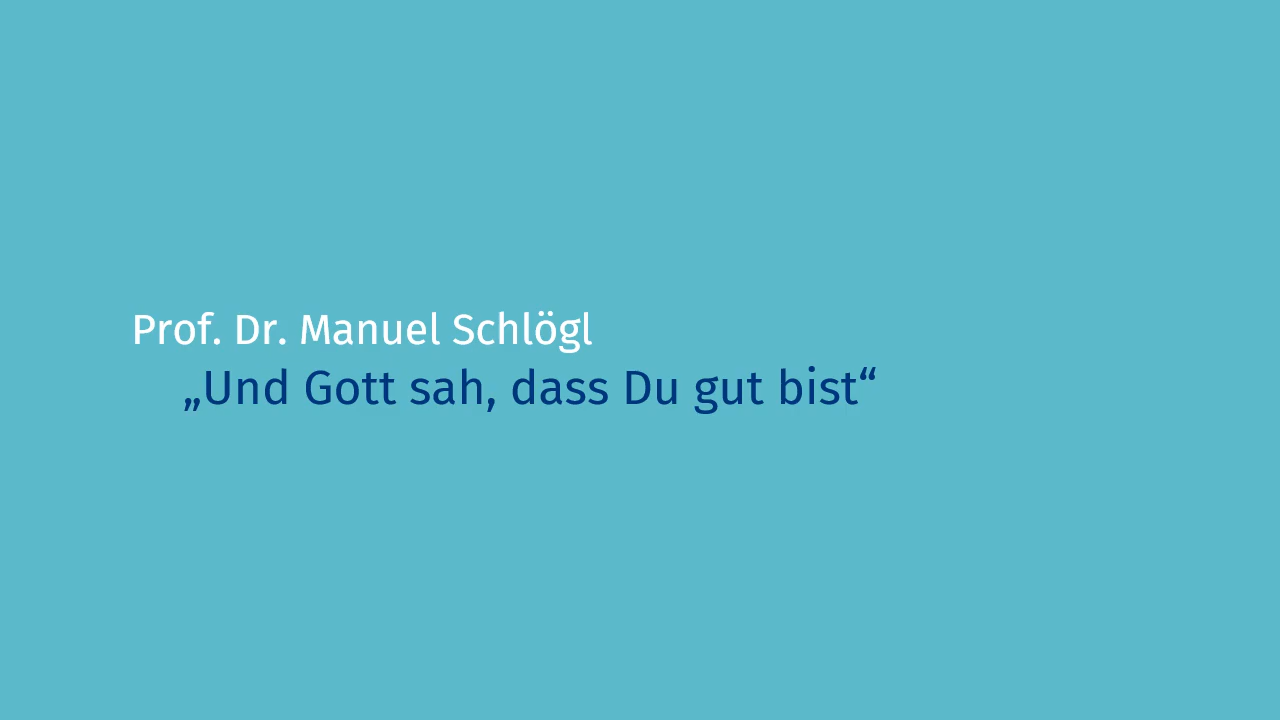 Prof. Dr. Manuel Schlögl
„Und Gott sah, dass Du gut bist“